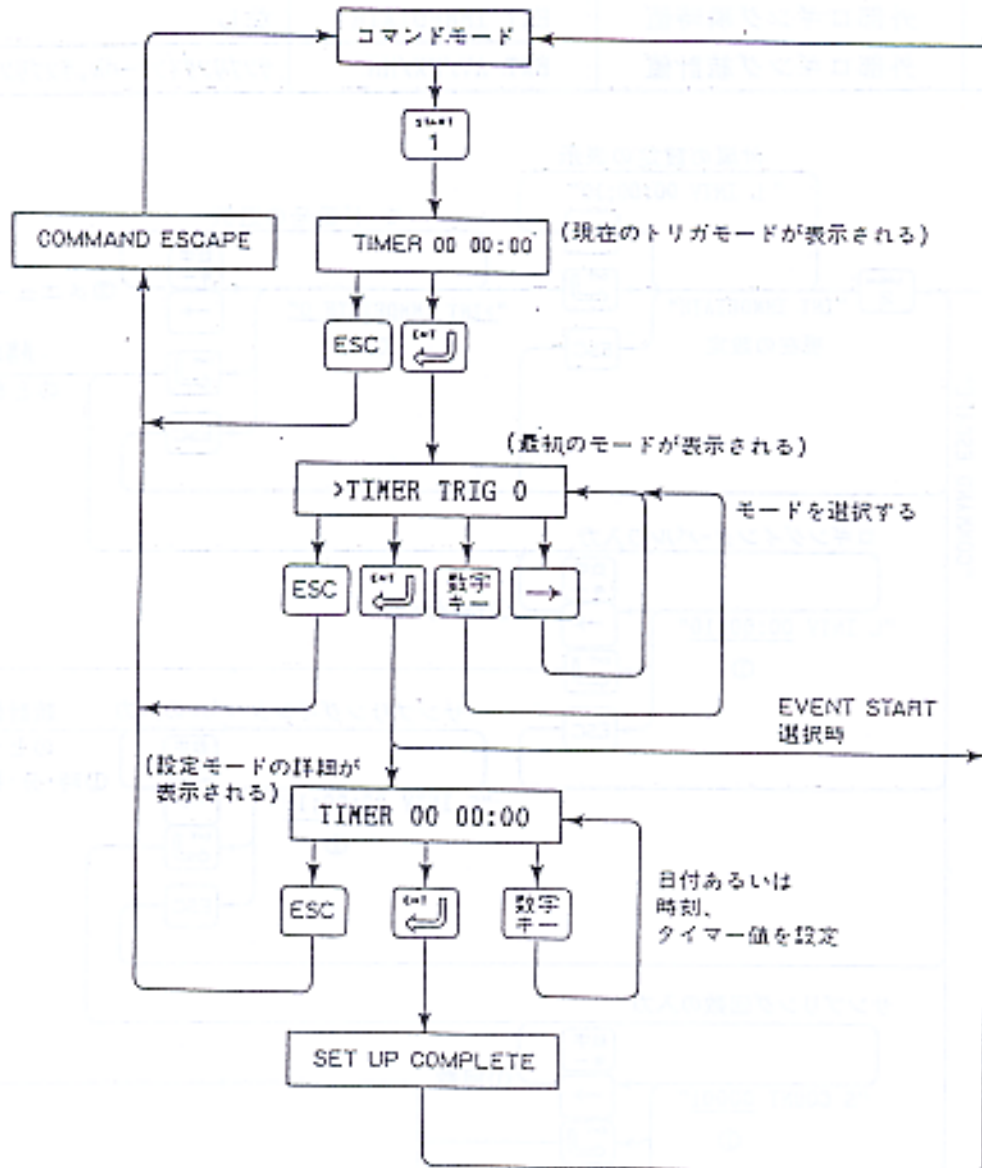 コマンドモード
START
1
COMMAND ESCAPE
TIMER 00 00:00
(現在のトリガモードが表示される)
ESC
ENT
(最初のモードが表示される)
>TIMER TRIG 0
モードを選択する
ESC
ENT
数字
キー
→
EVENT START
選択時
(設定モードの詳細が
表示される)
TIMER 00 00:00
ESC
ENT
数字
キー
日付あるいは
時刻、
タイマー値を設定
SET UP COMPLETE